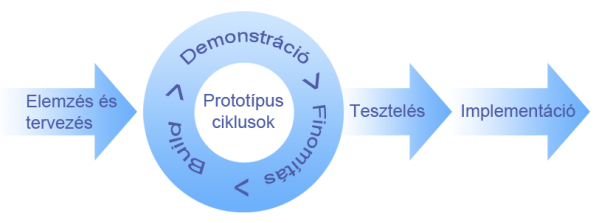 Elemzés és
tervezés
Demonstráció
>
Finomítás
>
Build
>
Prototípus
ciklusok
Tesztelés
Implementáció